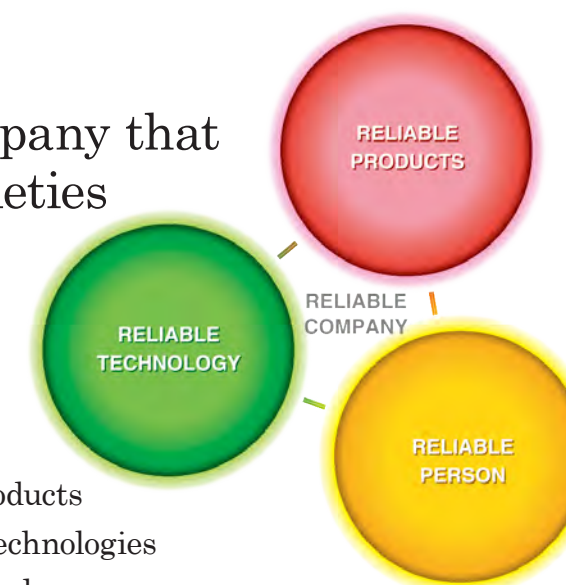 pany that
eties
RELIABLE
PRODUCTS
RELIABLE
COMPANY
RELIABLE
TECHNOLOGY
RELIABLE
PERSON
oducts
echnologies